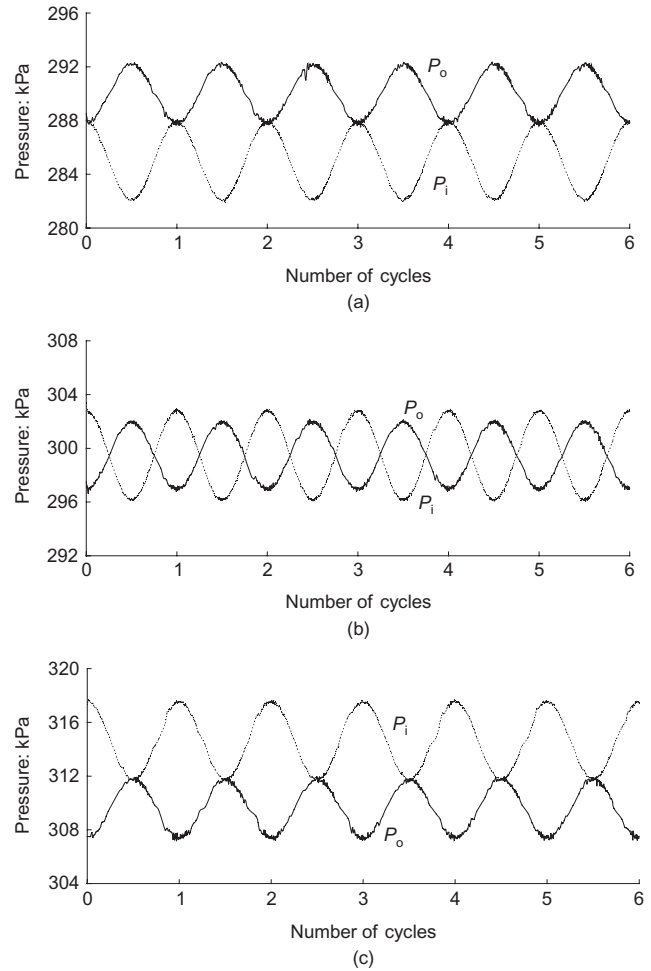 296
292
288
284
280
Pressure: kPa
Po
Pi
0 1 2 3 4 5 6
Number of cycles
(a)
308
304
300
296
292
Pressure: kPa
Po
Pi
0 1 2 3 4 5 6
Number of cycles
(b)
320
316
312
308
304
Pressure: kPa
Pi
Po
0 1 2 3 4 5 6
Number of cycles
(c)